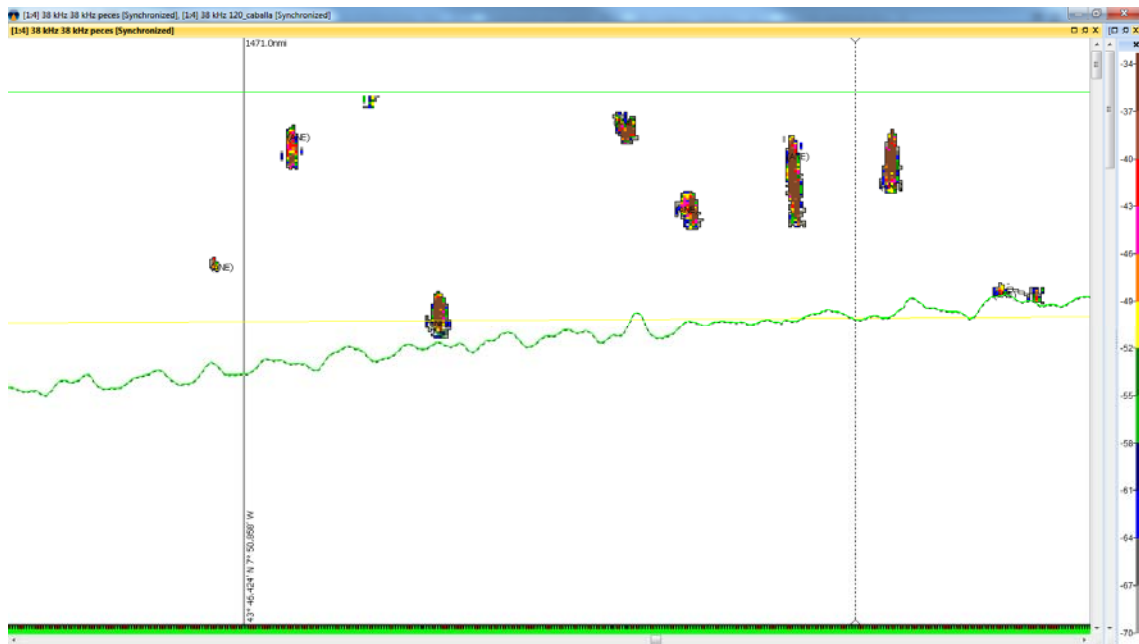 [1:4] 38 kHz 38 kHz peces [Synchronized], [1:4] 38 kHz 120_caballa [Synchronized]
[1:4] 38 kHz 38 kHz peces [Synchronized]
1471.0nmi
NE)
NE)
43° 46.424' N 7° 50.858' W
-34
-37
-40
-43
-46
-49
-52
-55
-58
-61
-64
-67
-70